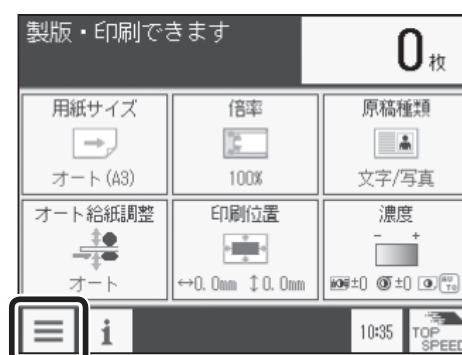 製版・印刷できます
0枚
用紙サイズ
オート(A3)
倍率
100%
原稿種類
文字/写真
オート給紙調整
オート
印刷位置
↔0.0mm ↕0.0mm
濃度
- +
±0 ±0 AUTO
i
10:35
TOP SPEED